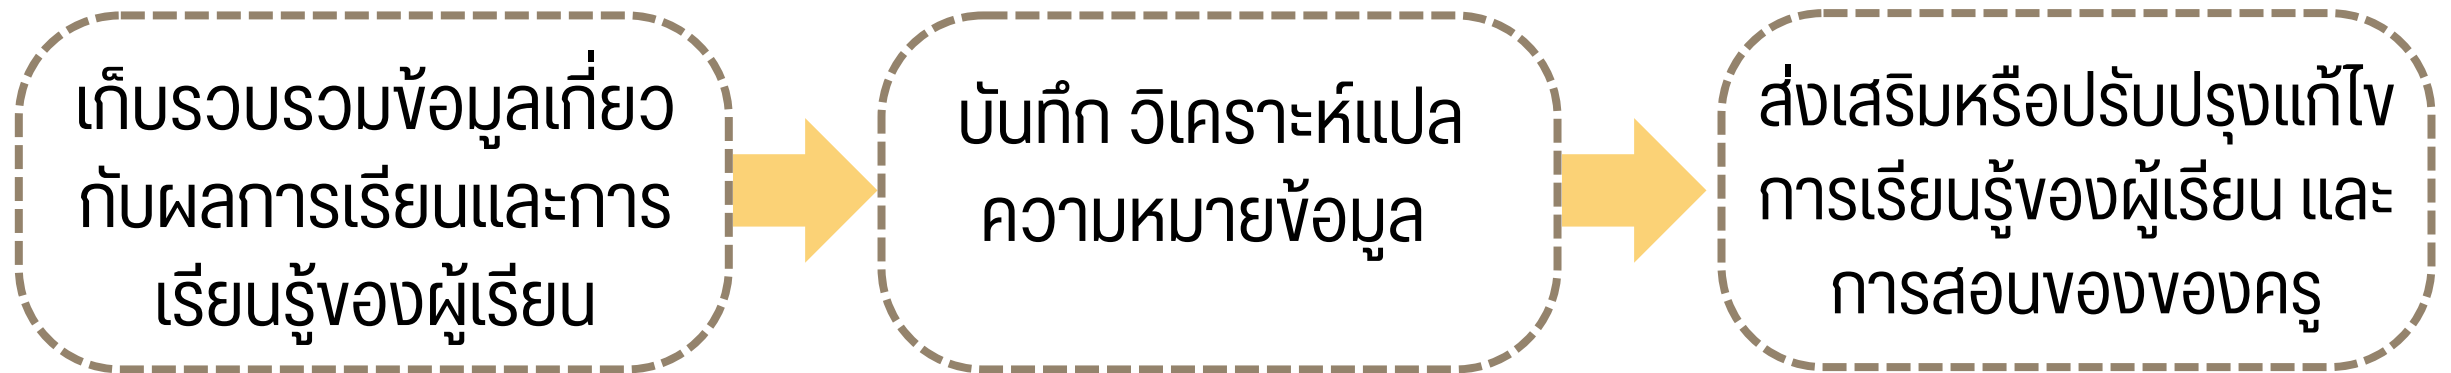 เก็บรวบรวมข้อมูลเกี่ยว
กับผลการเรียนและการ
เรียนรู้ของผู้เรียน
บันทึก วิเคราะห์แปล
ความหมายข้อมูล
ส่งเสริมหรือปรับปรุงแก้ไข
การเรียนรู้ของผู้เรียน และ
การสอนของของครู